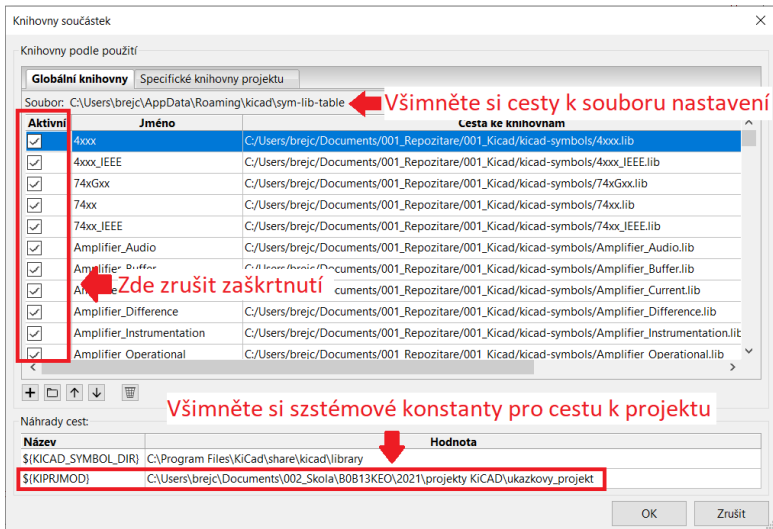 Knihovny součástek
Knihovny podle použití
Globální knihovny Specifické knihovny projektu
Soubor: C:\Users\brejc\AppData\Roaming\kicad\sym-lib-table Všimněte si cesty k souboru nastavení
Aktivní Jméno Cesta ke knihovnám
4xxx C:/Users/brejc/Documents/001_Repozitare/001_Kicad/kicad-symbols/4xxx.lib
4xxx_IEEE C:/Users/brejc/Documents/001_Repozitare/001_Kicad/kicad-symbols/4xxx_IEEE.lib
74xGxx C:/Users/brejc/Documents/001_Repozitare/001_Kicad/kicad-symbols/74xGxx.lib
74xx C:/Users/brejc/Documents/001_Repozitare/001_Kicad/kicad-symbols/74xx.lib
74xx_IEEE C:/Users/brejc/Documents/001_Repozitare/001_Kicad/kicad-symbols/74xx_IEEE.lib
Amplifier_Audio C:/Users/brejc/Documents/001_Repozitare/001_Kicad/kicad-symbols/Amplifier_Audio.lib
Amplifier_Buffer C:/Users/brejc/Documents/001_Repozitare/001_Kicad/kicad-symbols/Amplifier_Buffer.lib
Zde zrušit zaškrtnutí cuments/001_Repozitare/001_Kicad/kicad-symbols/Amplifier_Current.lib
Amplifier_Difference C:/Users/brejc/Documents/001_Repozitare/001_Kicad/kicad-symbols/Amplifier_Difference.lib
Amplifier_Instrumentation C:/Users/brejc/Documents/001_Repozitare/001_Kicad/kicad-symbols/Amplifier_Instrumentation.lib
Amplifier_Operational C:/Users/brejc/Documents/001_Repozitare/001_Kicad/kicad-symbols/Amplifier_Operational.lib
Všimněte si szstémové konstanty pro cestu k projektu
Náhrady cest:
Název Hodnota
${KICAD_SYMBOL_DIR} C:\Program Files\KiCad\share\kicad\library
${KIPRJMOD} C:\Users\brejc\Documents\002_Skola\B0B13KEO\2021\projekty KiCAD\ukazkovy_projekt
OK Zrušit